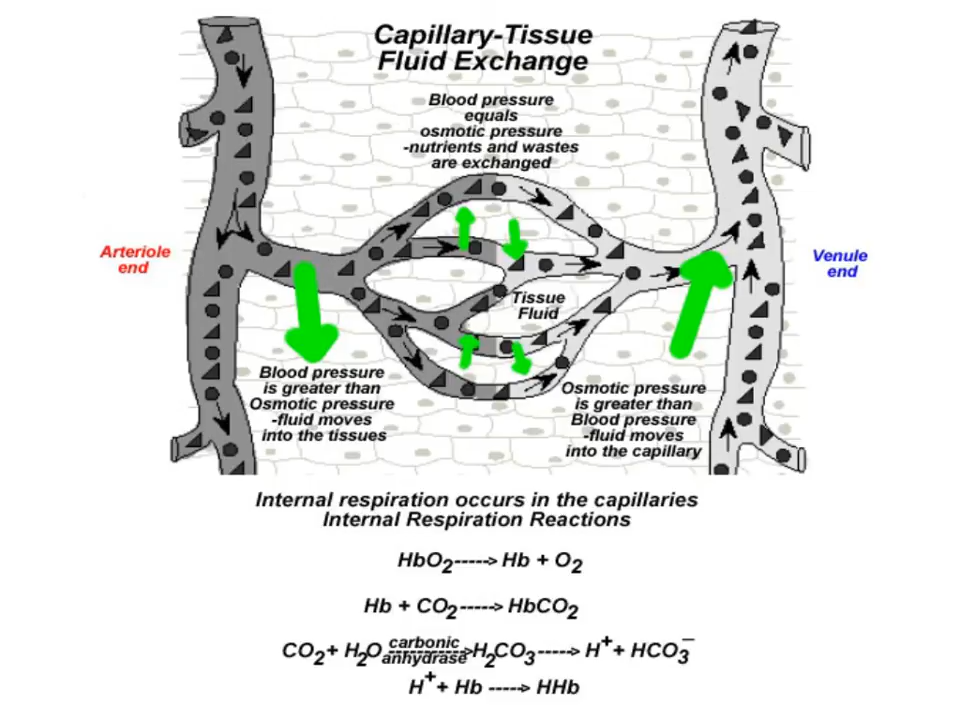 Capillary-Tissue
Fluid Exchange
Blood pressure
equals
osmotic pressure
-nutrients and wastes
are exchanged
Arteriole
end
Venule
end
Tissue
Fluid
Blood pressure
is greater than
Osmotic pressure
-fluid moves
into the tissues
Osmotic pressure
is greater than
Blood pressure
-fluid moves
into the capillary
Internal respiration occurs in the capillaries
Internal Respiration Reactions
HbO₂-----> Hb + O₂
Hb + CO₂-----> HbCO₂
carbonic
CO₂ + H₂O ----------->H₂CO₃-----> H⁺ + HCO₃⁻
anhydrase
H⁺ + Hb -----> HHb